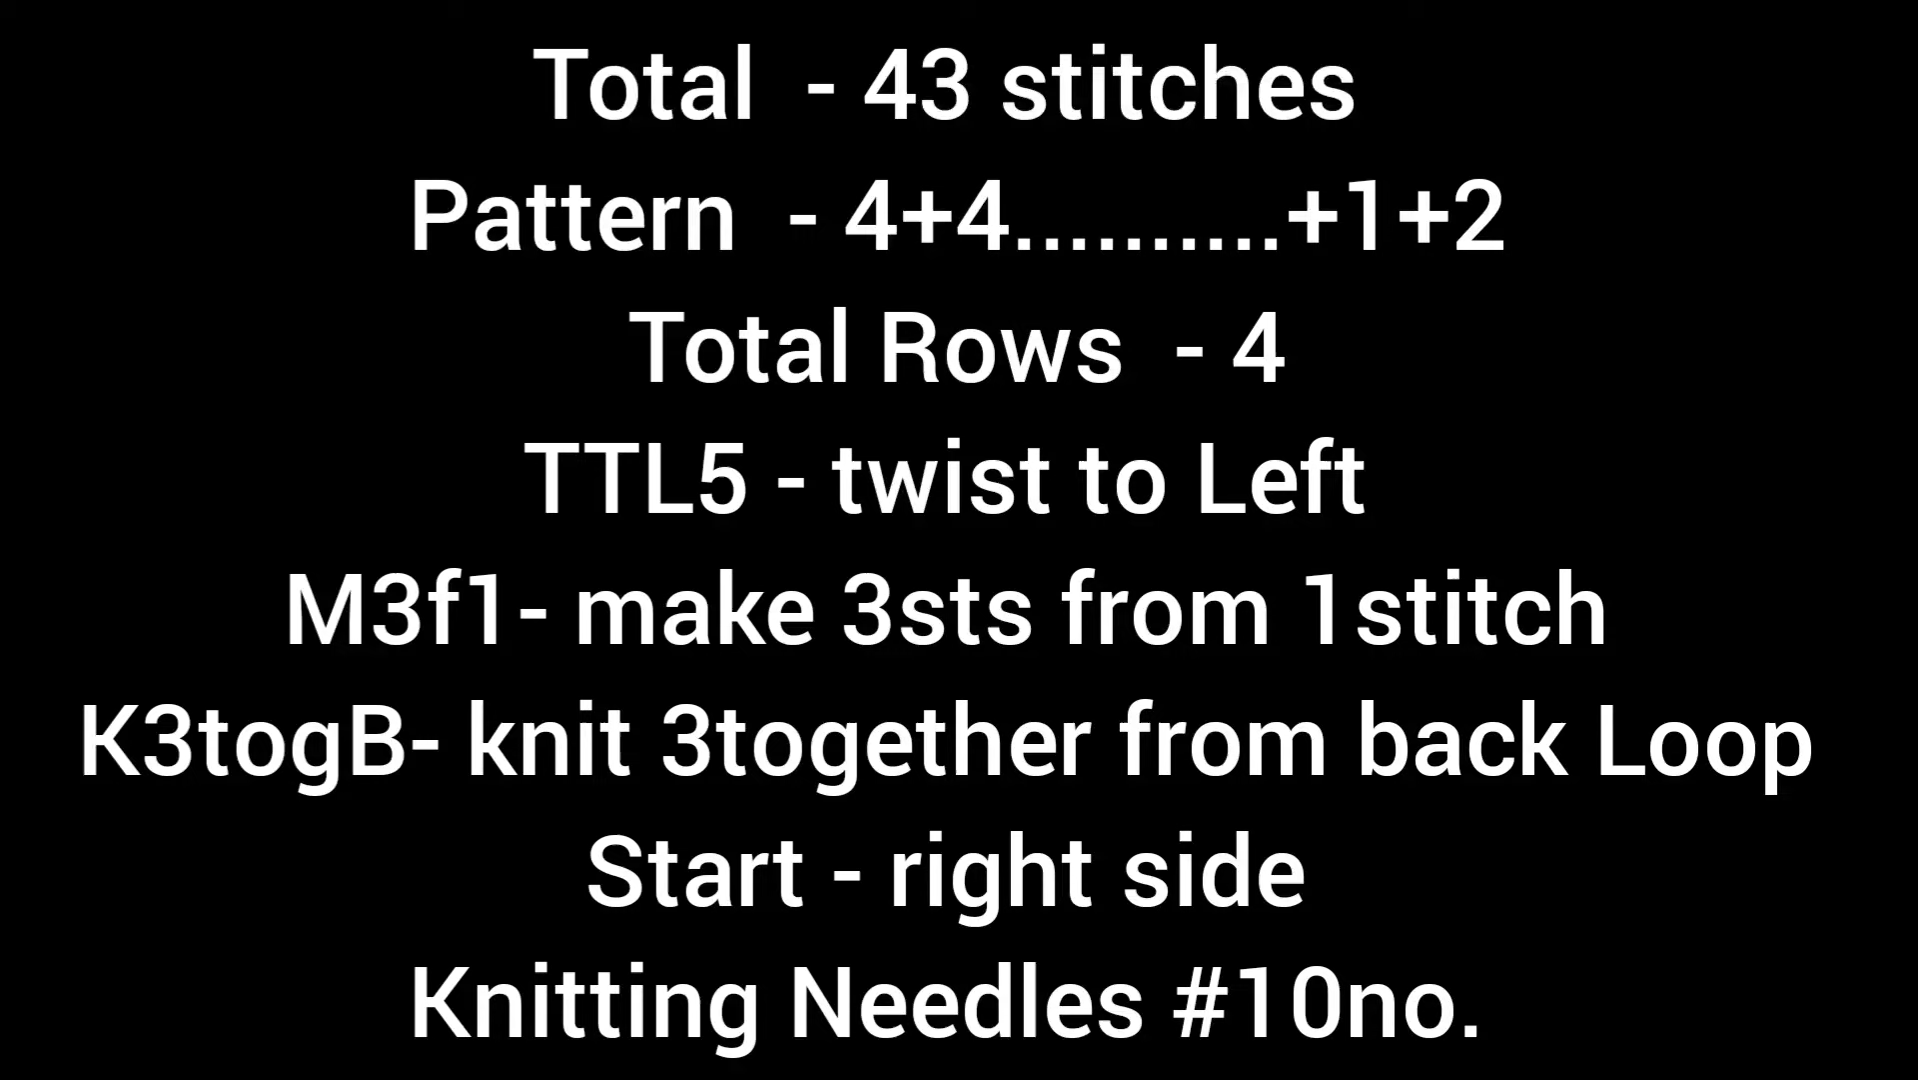 Total - 43 stitches
Pattern - 4+4..........+1+2
Total Rows - 4
TTL5 - twist to Left
M3f1- make 3sts from 1stitch
K3togB- knit 3together from back Loop
Start - right side
Knitting Needles #10no.